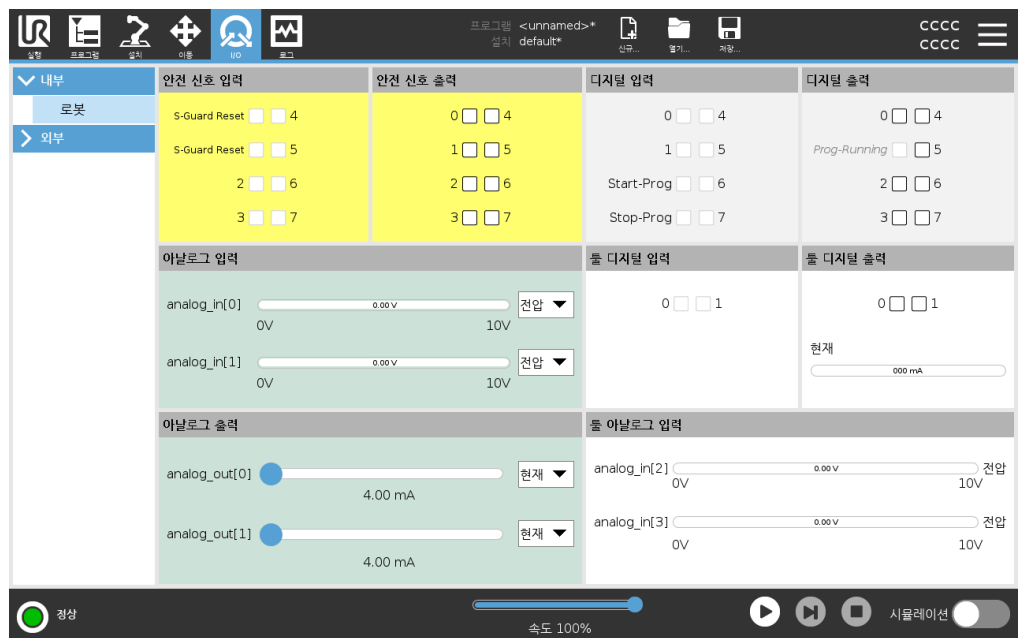 프로그램 <unnamed>*
설치 default*
CCCC
CCCC
실행 프로그램 설치 이동 I/O 로그 신규... 열기... 저장...
내부
로봇
외부
안전 신호 입력
S-Guard Reset 4
S-Guard Reset 5
2 6
3 7
안전 신호 출력
0 4
1 5
2 6
3 7
디지털 입력
0 4
1 5
Start-Prog 6
Stop-Prog 7
디지털 출력
0 4
Prog-Running 5
2 6
3 7
아날로그 입력
analog_in[0] 0.00 V 전압
0V 10V
analog_in[1] 0.00 V 전압
0V 10V
툴 디지털 입력
0 1
툴 디지털 출력
0 1
현재
000 mA
아날로그 출력
analog_out[0] 현재
4.00 mA
analog_out[1] 현재
4.00 mA
툴 아날로그 입력
analog_in[2] 0.00 V 전압
0V 10V
analog_in[3] 0.00 V 전압
0V 10V
정상
속도 100%
시뮬레이션